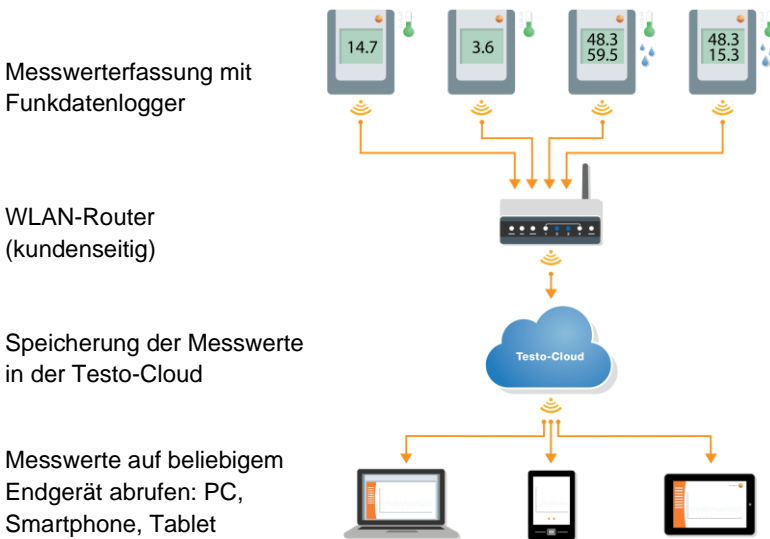 14.7
3.6
48.3
59.5
48.3
15.3
Messwerterfassung mit
Funkdatenlogger
WLAN-Router
(kundenseitig)
Speicherung der Messwerte
in der Testo-Cloud
Testo-Cloud
Messwerte auf beliebigem
Endgerät abrufen: PC,
Smartphone, Tablet